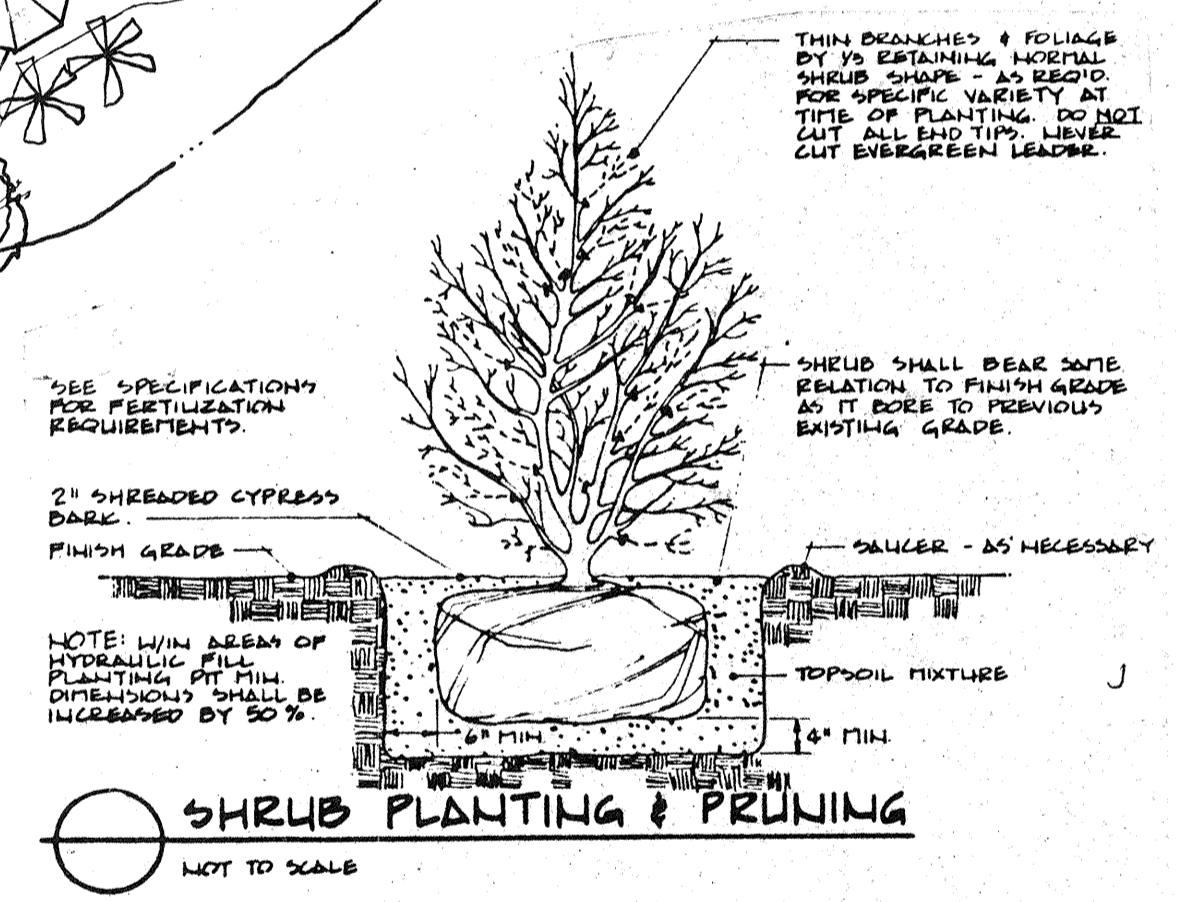 THIN BRANCHES & FOLIAGE
BY 1/3 RETAINING NORMAL
SHRUB SHAPE - AS REQ'D.
FOR SPECIFIC VARIETY AT
TIME OF PLANTING. DO NOT
CUT ALL END TIPS. NEVER
CUT EVERGREEN LEADER.
SEE SPECIFICATIONS
FOR FERTILIZATION
REQUIREMENTS.
SHRUB SHALL BEAR SAME
RELATION TO FINISH GRADE
AS IT BORE TO PREVIOUS
EXISTING GRADE.
2" SHREADED CYPRESS
BARK.
FINISH GRADE
SAUCER - AS NECESSARY
NOTE: W/IN AREAS OF
HYDRAULIC FILL
PLANTING PIT MIN.
DIMENSIONS SHALL BE
INCREASED BY 50%.
TOPSOIL MIXTURE
6" MIN.
4" MIN.
SHRUB PLANTING & PRUNING
NOT TO SCALE